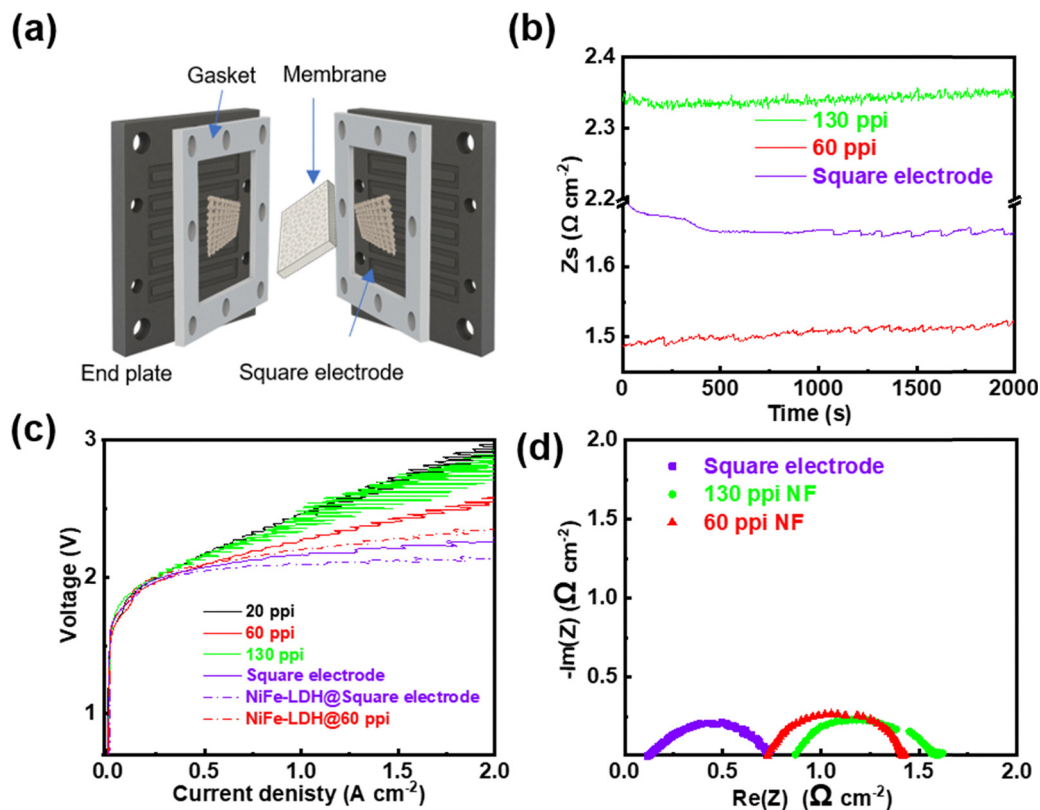 (a)
Gasket
Membrane
End plate
Square electrode
(b)
2.4
2.3
2.2
1.6
1.5
Zs (Ω cm⁻²)
130 ppi
60 ppi
Square electrode
0
500
1000
1500
2000
Time (s)
(c)
3
2
1
Voltage (V)
20 ppi
60 ppi
130 ppi
Square electrode
NiFe-LDH@Square electrode
NiFe-LDH@60 ppi
0.0
0.5
1.0
1.5
2.0
Current denisty (A cm⁻²)
(d)
2.0
1.5
1.0
0.5
-Im(Z) (Ω cm⁻²)
Square electrode
130 ppi NF
60 ppi NF
0.0
0.5
1.0
1.5
2.0
Re(Z) (Ω cm⁻²)